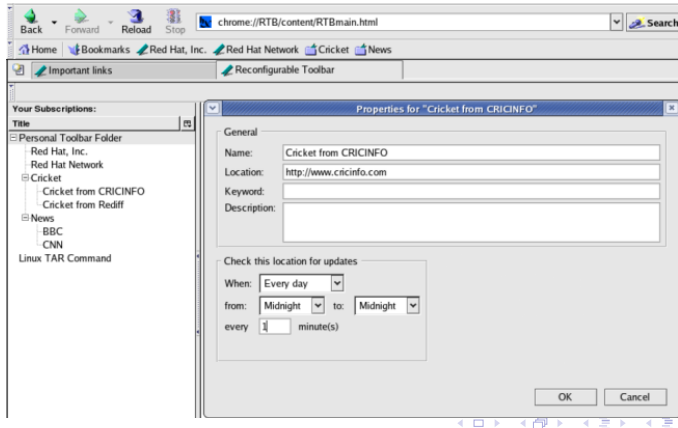 Back Forward Reload Stop chrome://RTB/content/RTBmain.html Search
Home Bookmarks Red Hat, Inc. Red Hat Network Cricket News
Important links Reconfigurable Toolbar
Your Subscriptions:
Title
Personal Toolbar Folder
Red Hat, Inc.
Red Hat Network
Cricket
Cricket from CRICINFO
Cricket from Rediff
News
BBC
CNN
Linux TAR Command
Properties for "Cricket from CRICINFO"
General
Name: Cricket from CRICINFO
Location: http://www.cricinfo.com
Keyword:
Description:
Check this location for updates
When: Every day
from: Midnight to: Midnight
every 1 minute(s)
OK Cancel